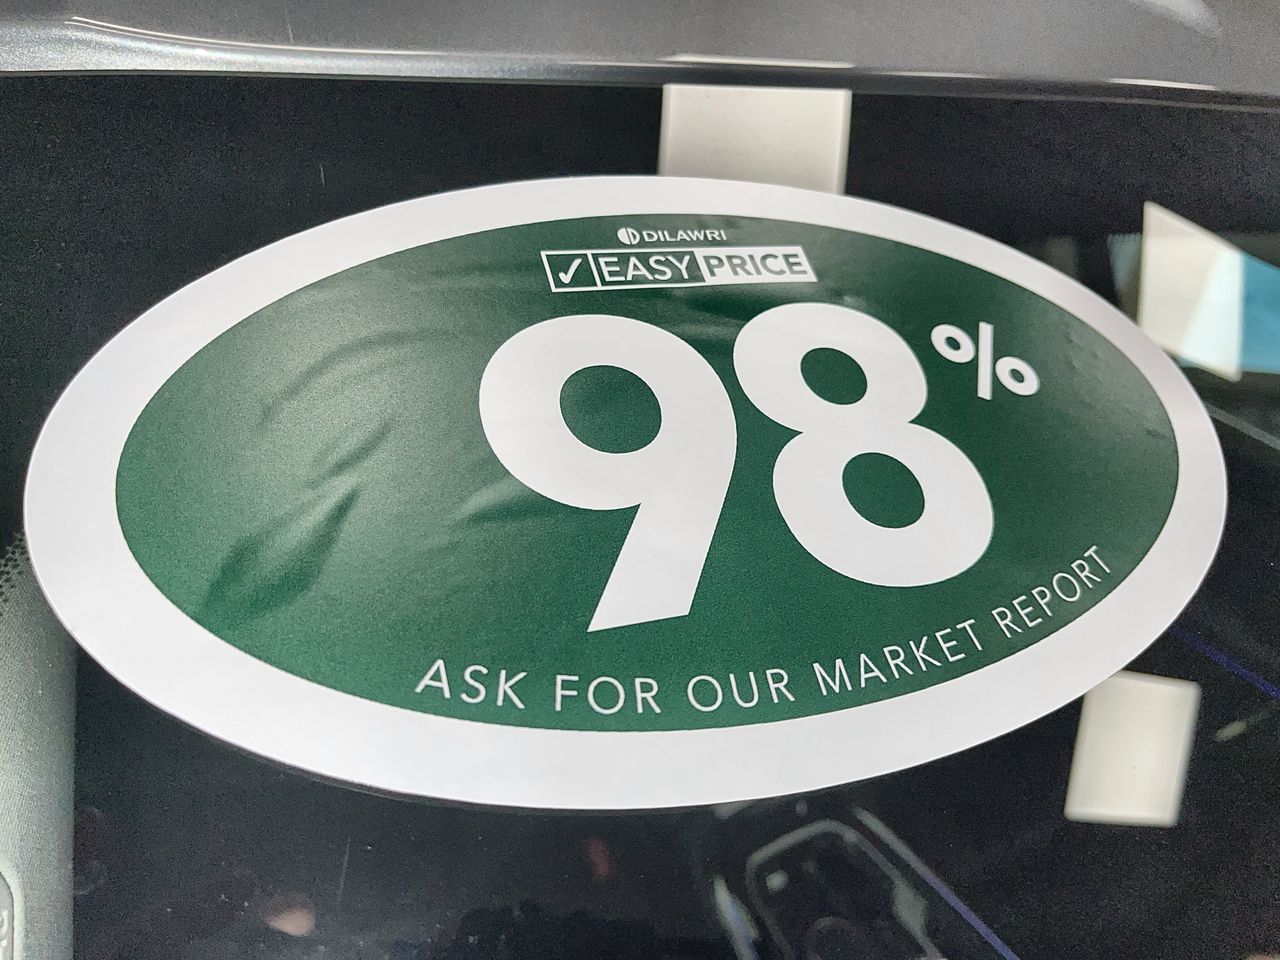 DILAWRI
✓ EASY PRICE
98%
ASK FOR OUR MARKET REPORT